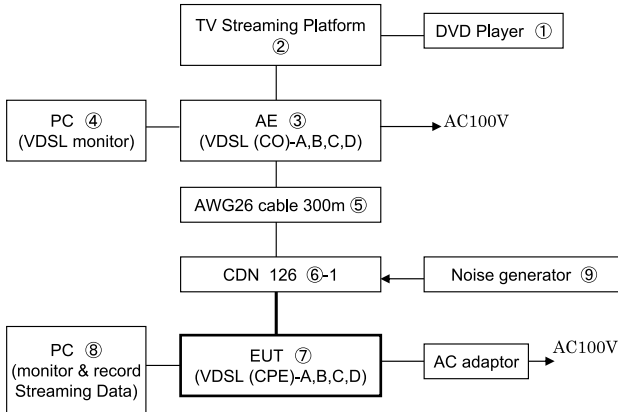 TV Streaming Platform
②
DVD Player ①
PC ④
(VDSL monitor)
AE ③
(VDSL (CO)-A,B,C,D)
AC100V
AWG26 cable 300m ⑤
CDN 126 ⑥-1
Noise generator ⑨
PC ⑧
(monitor & record
Streaming Data)
EUT ⑦
(VDSL (CPE)-A,B,C,D)
AC adaptor
AC100V